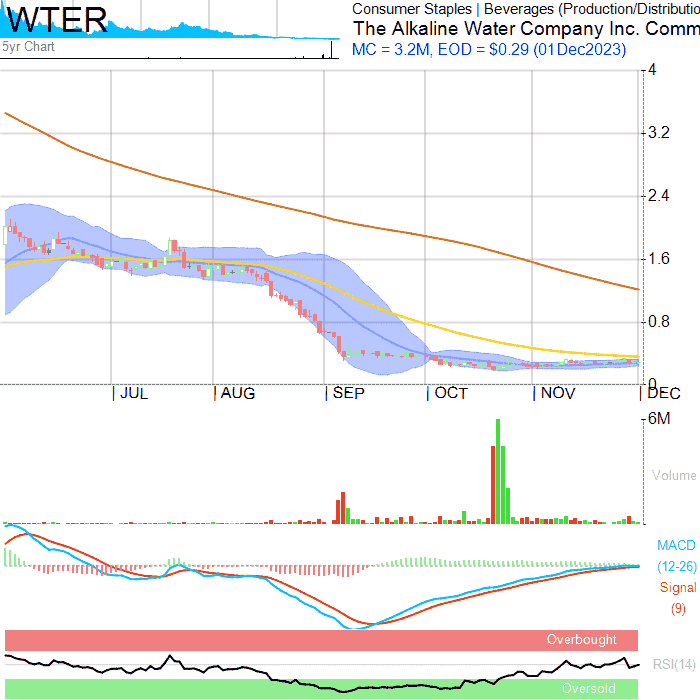 WTER
5yr Chart
Consumer Staples | Beverages (Production/Distributio
The Alkaline Water Company Inc. Comm
MC = 3.2M, EOD = $0.29 (01Dec2023)
4
3.2
2.4
1.6
0.8
0
JUL AUG SEP OCT NOV DEC
6M
Volume
MACD
(12-26)
Signal
(9)
Overbought
RSI(14)
Oversold